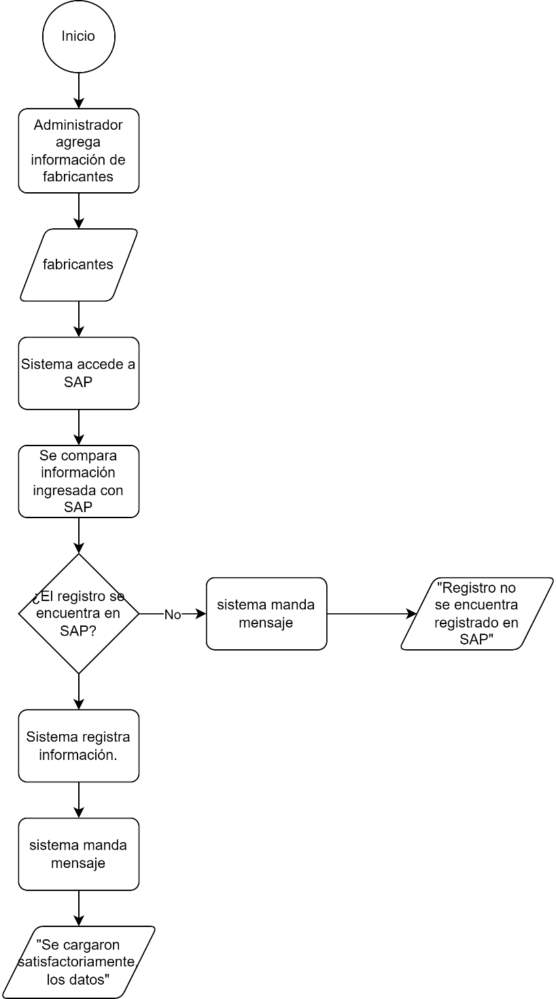 Inicio
Administrador
agrega
información de
fabricantes
fabricantes
Sistema accede a
SAP
Se compara
información
ingresada con
SAP
¿El registro se
encuentra en
SAP?
No
sistema manda
mensaje
"Registro no
se encuentra
registrado en
SAP"
Sistema registra
información.
sistema manda
mensaje
"Se cargaron
satisfactoriamente,
los datos"